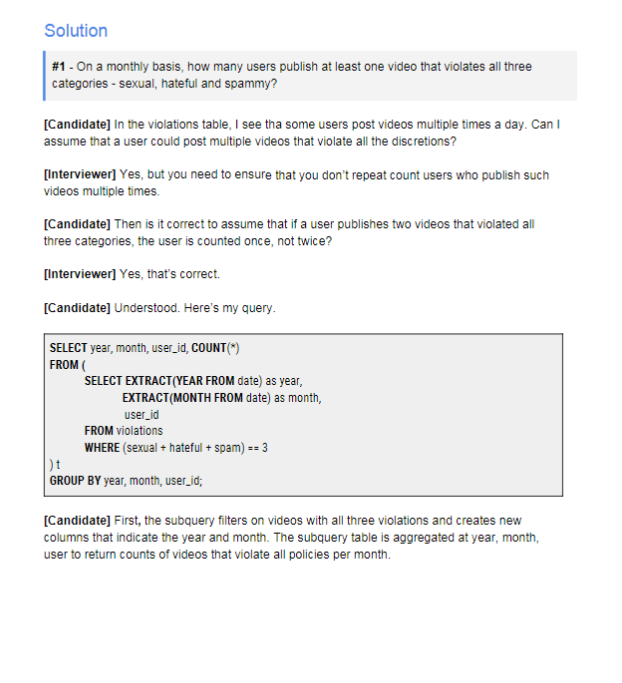 Solution
#1 - On a monthly basis, how many users publish at least one video that violates all three
categories - sexual, hateful and spammy?
[Candidate] In the violations table, I see tha some users post videos multiple times a day. Can I
assume that a user could post multiple videos that violate all the discretions?
[Interviewer] Yes, but you need to ensure that you don't repeat count users who publish such
videos multiple times.
[Candidate] Then is it correct to assume that if a user publishes two videos that violated all
three categories, the user is counted once, not twice?
[Interviewer] Yes, that's correct.
[Candidate] Understood. Here's my query.
SELECT year, month, user_id, COUNT(*)
FROM (
SELECT EXTRACT(YEAR FROM date) as year,
EXTRACT(MONTH FROM date) as month,
user_id
FROM violations
WHERE (sexual + hateful + spam) == 3
) t
GROUP BY year, month, user_id;
[Candidate] First, the subquery filters on videos with all three violations and creates new
columns that indicate the year and month. The subquery table is aggregated at year, month,
user to return counts of videos that violate all policies per month.